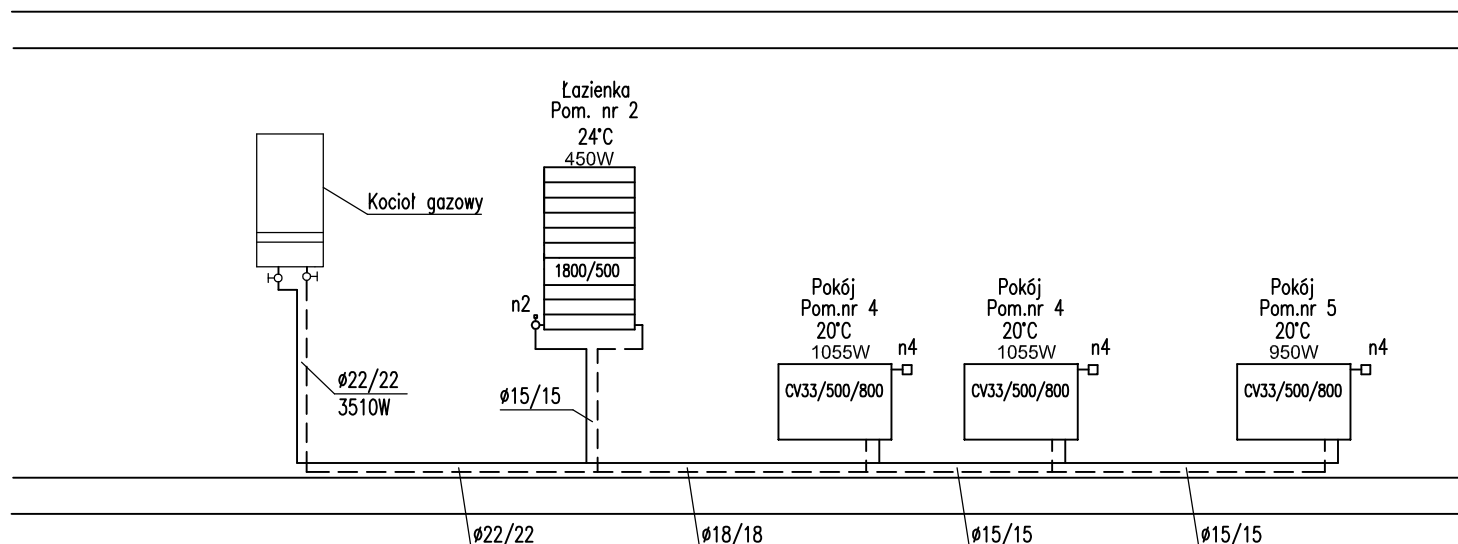 Łazienka
Pom. nr 2
24°C
450W
Kocioł gazowy
1800/500
n2
Pokój
Pom.nr 4
20°C
1055W
n4
CV33/500/800
Pokój
Pom.nr 4
20°C
1055W
n4
CV33/500/800
Pokój
Pom.nr 5
20°C
950W
n4
CV33/500/800
ø22/22
3510W
ø15/15
ø22/22
ø18/18
ø15/15
ø15/15